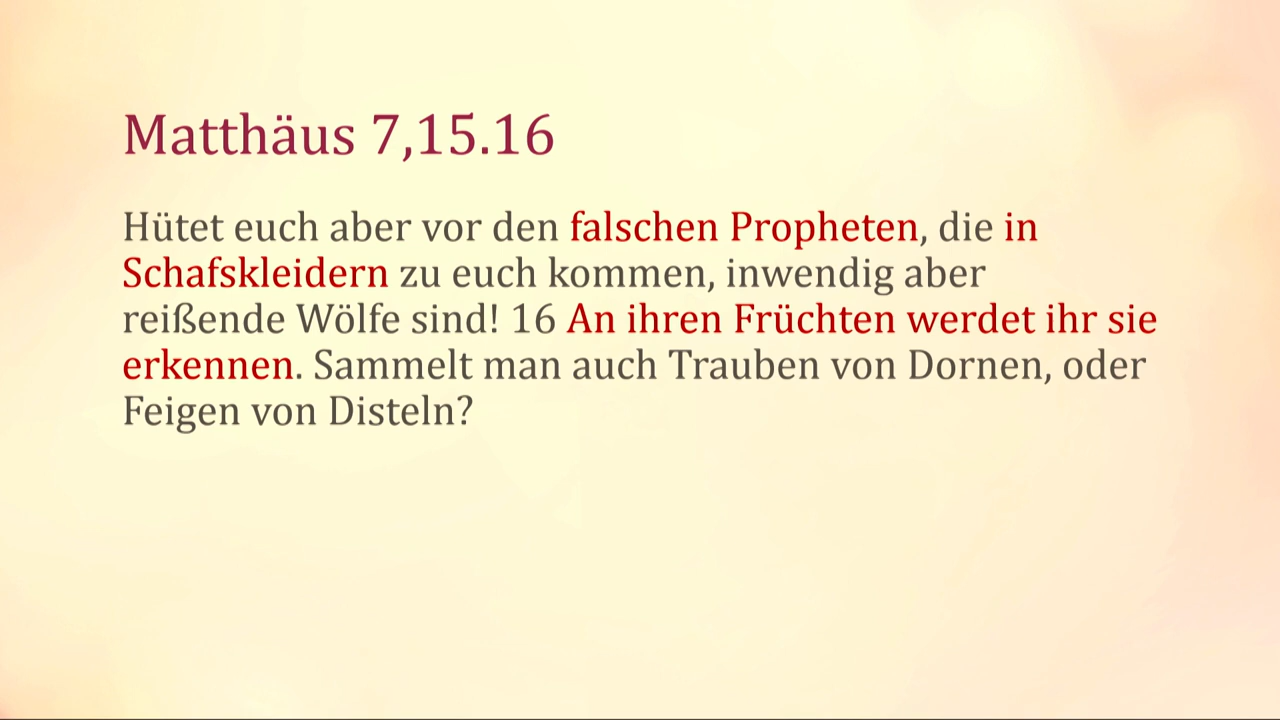 Matthäus 7,15.16
Hütet euch aber vor den falschen Propheten, die in
Schafskleidern zu euch kommen, inwendig aber
reißende Wölfe sind! 16 An ihren Früchten werdet ihr sie
erkennen. Sammelt man auch Trauben von Dornen, oder
Feigen von Disteln?